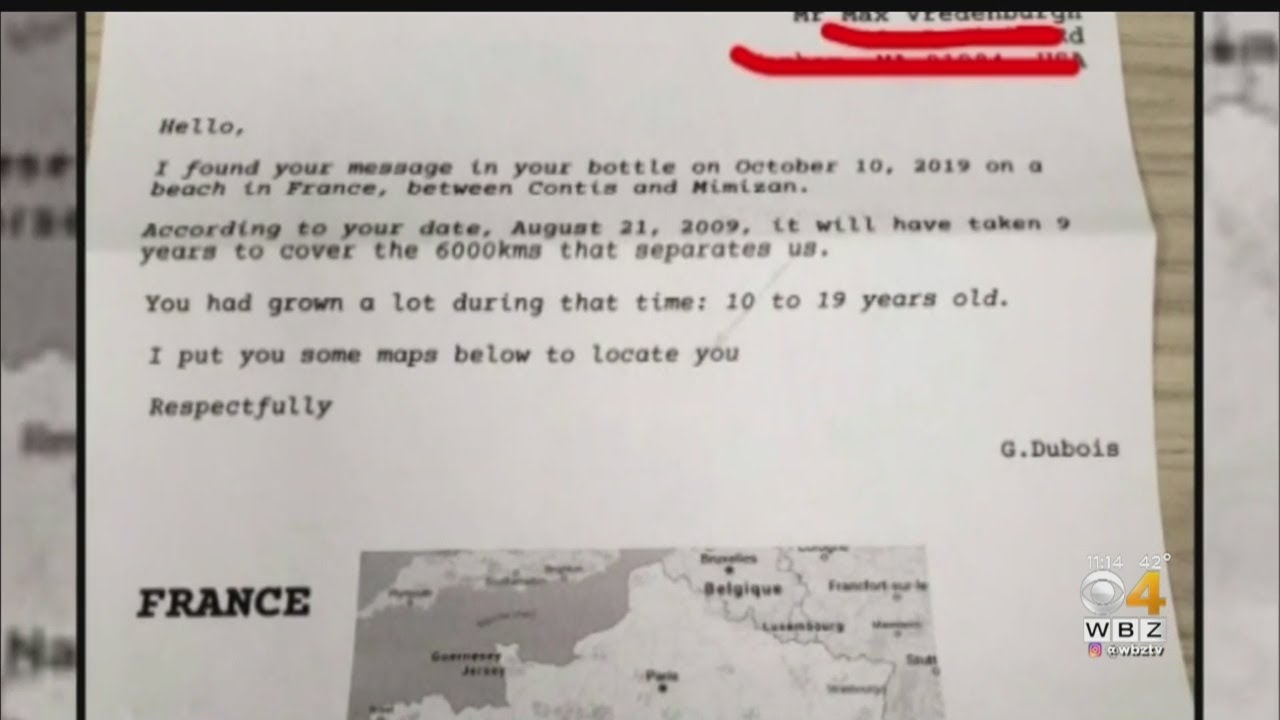 Mr Max Vredenburgh
Rd
USA
Hello,
I found your message in your bottle on October 10, 2019 on a
beach in France, between Contis and Mimizan.
According to your date, August 21, 2009, it will have taken 9
years to cover the 6000kms that separates us.
You had grown a lot during that time: 10 to 19 years old.
I put you some maps below to locate you
Respectfully
G.Dubois
FRANCE
Bruxelles
Belgique
Francfort-sur-le
Plymouth
Luxembourg
Guernesey
Jersey
Paris
Strasbourg
11:14 42°
4
WBZ
@wbztv